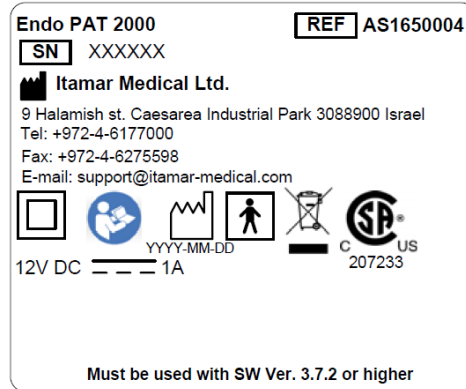 Endo PAT 2000
REF AS1650004
SN XXXXXX
Itamar Medical Ltd.
9 Halamish st. Caesarea Industrial Park 3088900 Israel
Tel: +972-4-6177000
Fax: +972-4-6275598
E-mail: support@itamar-medical.com
YYYY-MM-DD
SA
C US
207233
12V DC 1A
Must be used with SW Ver. 3.7.2 or higher